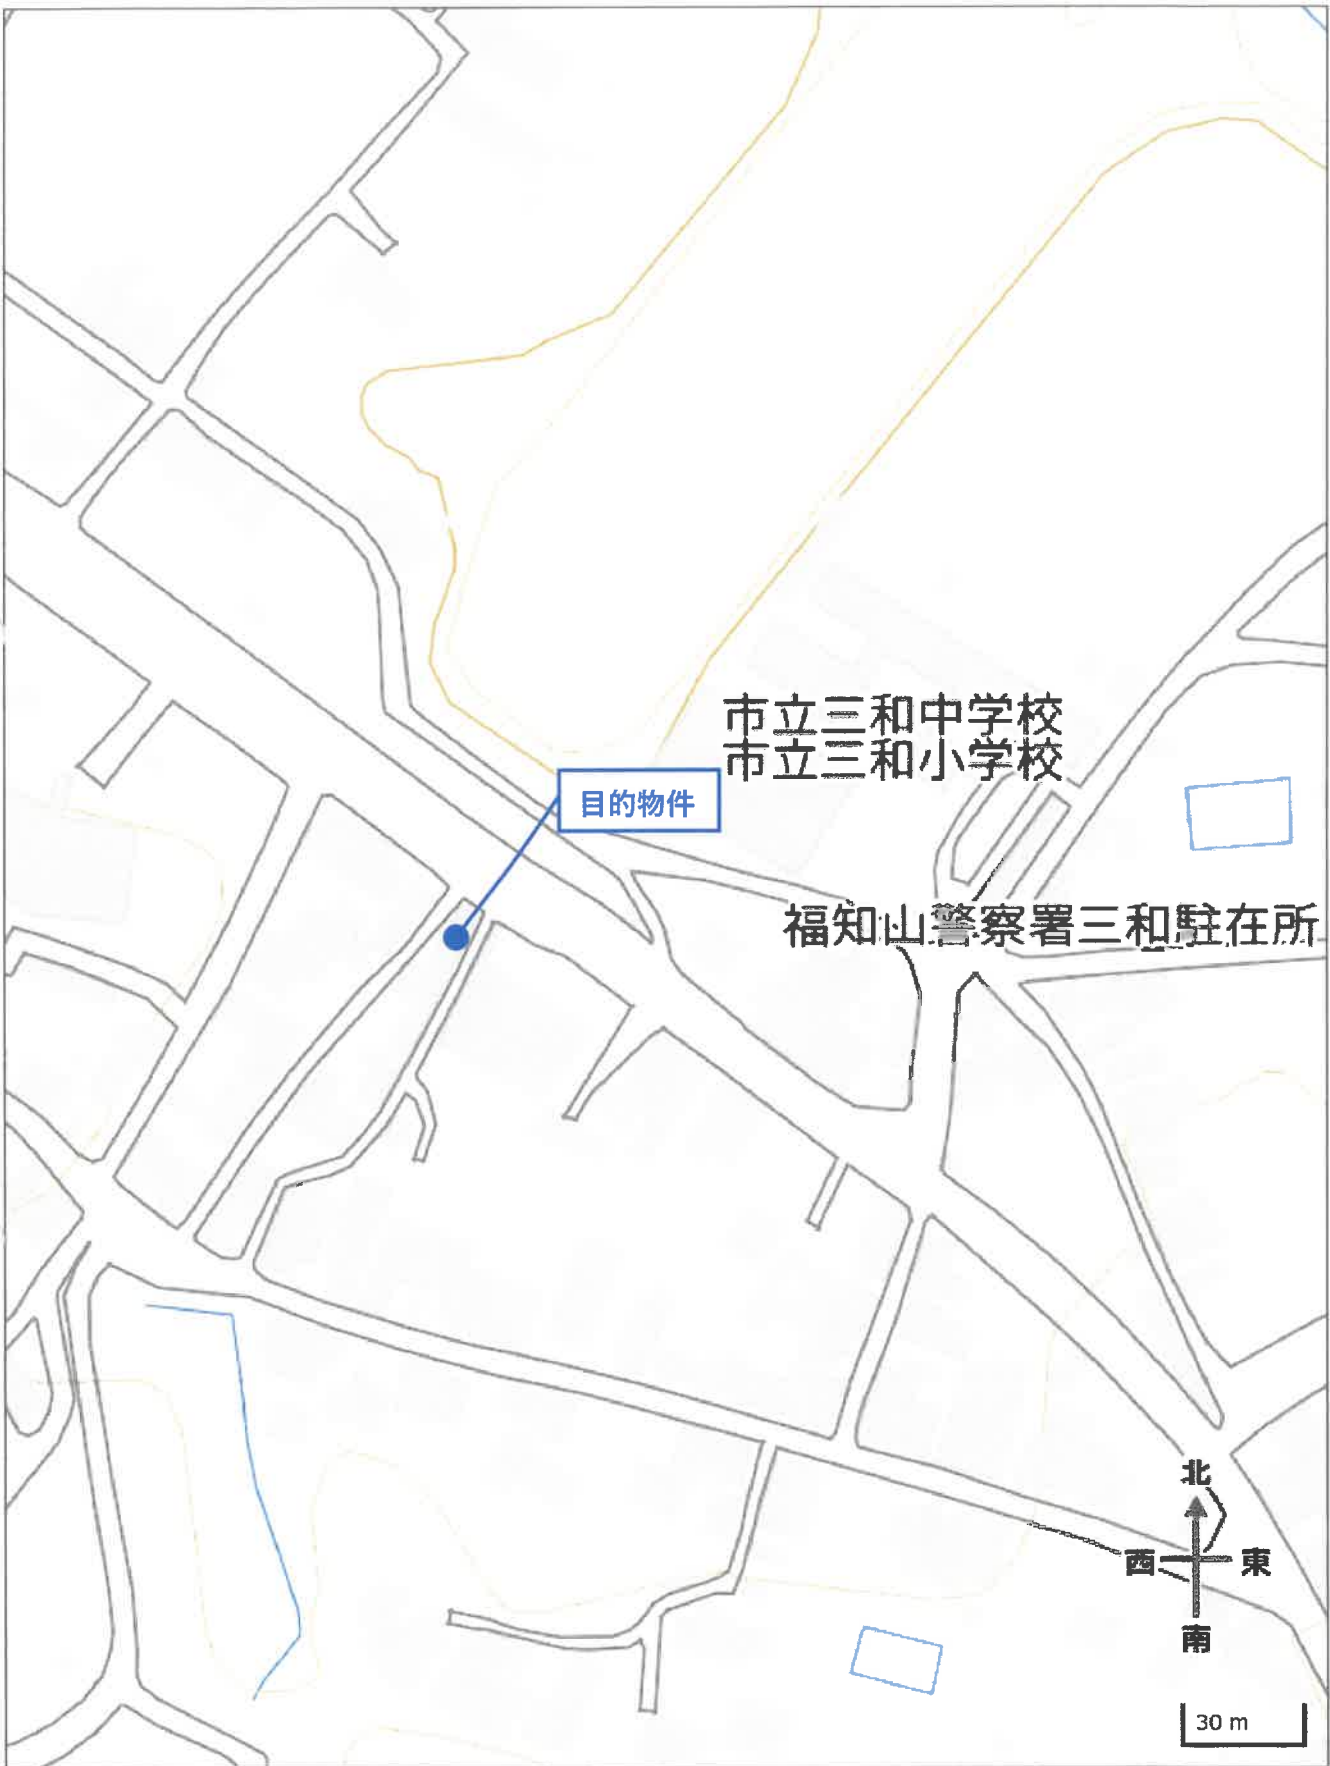 市立三和中学校
市立三和小学校
目的物件
福知山警察署三和駐在所
北
西
東
南
30 m